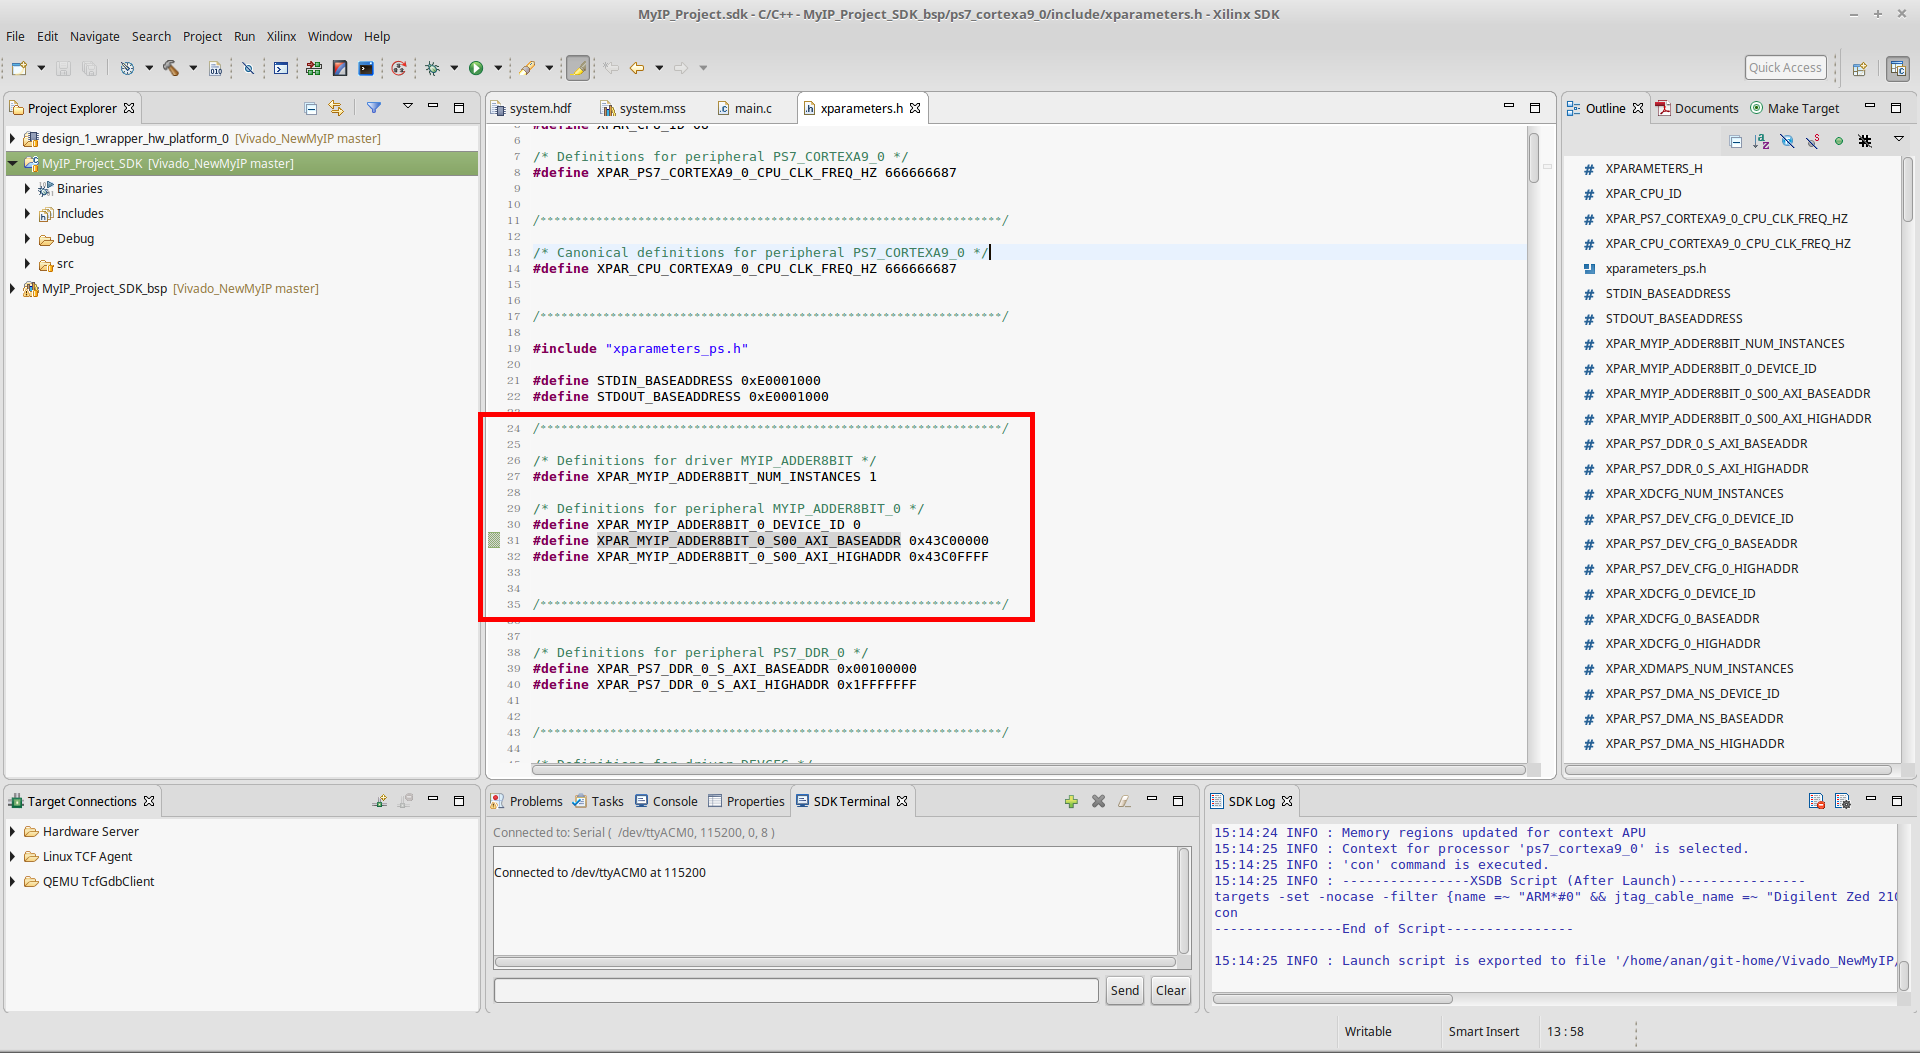 MyIP_Project.sdk - C/C++ - MyIP_Project_SDK_bsp/ps7_cortexa9_0/include/xparameters.h - Xilinx SDK
File Edit Navigate Search Project Run Xilinx Window Help
Quick Access
Project Explorer
design_1_wrapper_hw_platform_0 [Vivado_NewMyIP master]
MyIP_Project_SDK [Vivado_NewMyIP master]
Binaries
Includes
Debug
src
MyIP_Project_SDK_bsp [Vivado_NewMyIP master]
system.hdf system.mss main.c xparameters.h
6
7 /* Definitions for peripheral PS7_CORTEXA9_0 */
8 #define XPAR_PS7_CORTEXA9_0_CPU_CLK_FREQ_HZ 666666687
9
10
11 /******************************************************************/
12
13 /* Canonical definitions for peripheral PS7_CORTEXA9_0 */
14 #define XPAR_CPU_CORTEXA9_0_CPU_CLK_FREQ_HZ 666666687
15
16
17 /******************************************************************/
18
19 #include "xparameters_ps.h"
20
21 #define STDIN_BASEADDRESS 0xE0001000
22 #define STDOUT_BASEADDRESS 0xE0001000
24 /******************************************************************/
25
26 /* Definitions for driver MYIP_ADDER8BIT */
27 #define XPAR_MYIP_ADDER8BIT_NUM_INSTANCES 1
28
29 /* Definitions for peripheral MYIP_ADDER8BIT_0 */
30 #define XPAR_MYIP_ADDER8BIT_0_DEVICE_ID 0
31 #define XPAR_MYIP_ADDER8BIT_0_S00_AXI_BASEADDR 0x43C00000
32 #define XPAR_MYIP_ADDER8BIT_0_S00_AXI_HIGHADDR 0x43C0FFFF
33
34
35 /******************************************************************/
37
38 /* Definitions for peripheral PS7_DDR_0 */
39 #define XPAR_PS7_DDR_0_S_AXI_BASEADDR 0x00100000
40 #define XPAR_PS7_DDR_0_S_AXI_HIGHADDR 0x1FFFFFFF
41
42
43 /******************************************************************/
44
Outline Documents Make Target
XPARAMETERS_H
XPAR_CPU_ID
XPAR_PS7_CORTEXA9_0_CPU_CLK_FREQ_HZ
XPAR_CPU_CORTEXA9_0_CPU_CLK_FREQ_HZ
xparameters_ps.h
STDIN_BASEADDRESS
STDOUT_BASEADDRESS
XPAR_MYIP_ADDER8BIT_NUM_INSTANCES
XPAR_MYIP_ADDER8BIT_0_DEVICE_ID
XPAR_MYIP_ADDER8BIT_0_S00_AXI_BASEADDR
XPAR_MYIP_ADDER8BIT_0_S00_AXI_HIGHADDR
XPAR_PS7_DDR_0_S_AXI_BASEADDR
XPAR_PS7_DDR_0_S_AXI_HIGHADDR
XPAR_XDCFG_NUM_INSTANCES
XPAR_PS7_DEV_CFG_0_DEVICE_ID
XPAR_PS7_DEV_CFG_0_BASEADDR
XPAR_PS7_DEV_CFG_0_HIGHADDR
XPAR_XDCFG_0_DEVICE_ID
XPAR_XDCFG_0_BASEADDR
XPAR_XDCFG_0_HIGHADDR
XPAR_XDMAPS_NUM_INSTANCES
XPAR_PS7_DMA_NS_DEVICE_ID
XPAR_PS7_DMA_NS_BASEADDR
XPAR_PS7_DMA_NS_HIGHADDR
Target Connections
Hardware Server
Linux TCF Agent
QEMU TcfGdbClient
Problems Tasks Console Properties SDK Terminal
Connected to: Serial ( /dev/ttyACM0, 115200, 0, 8 )
Connected to /dev/ttyACM0 at 115200
Send Clear
SDK Log
15:14:24 INFO : Memory regions updated for context APU
15:14:25 INFO : Context for processor 'ps7_cortexa9_0' is selected.
15:14:25 INFO : 'con' command is executed.
15:14:25 INFO : ----------------XSDB Script (After Launch)----------------
targets -set -nocase -filter {name =~ "ARM*#0" && jtag_cable_name =~ "Digilent Zed 210
con
----------------End of Script----------------
15:14:25 INFO : Launch script is exported to file '/home/anan/git-home/Vivado_NewMyIP/
Writable Smart Insert 13 : 58